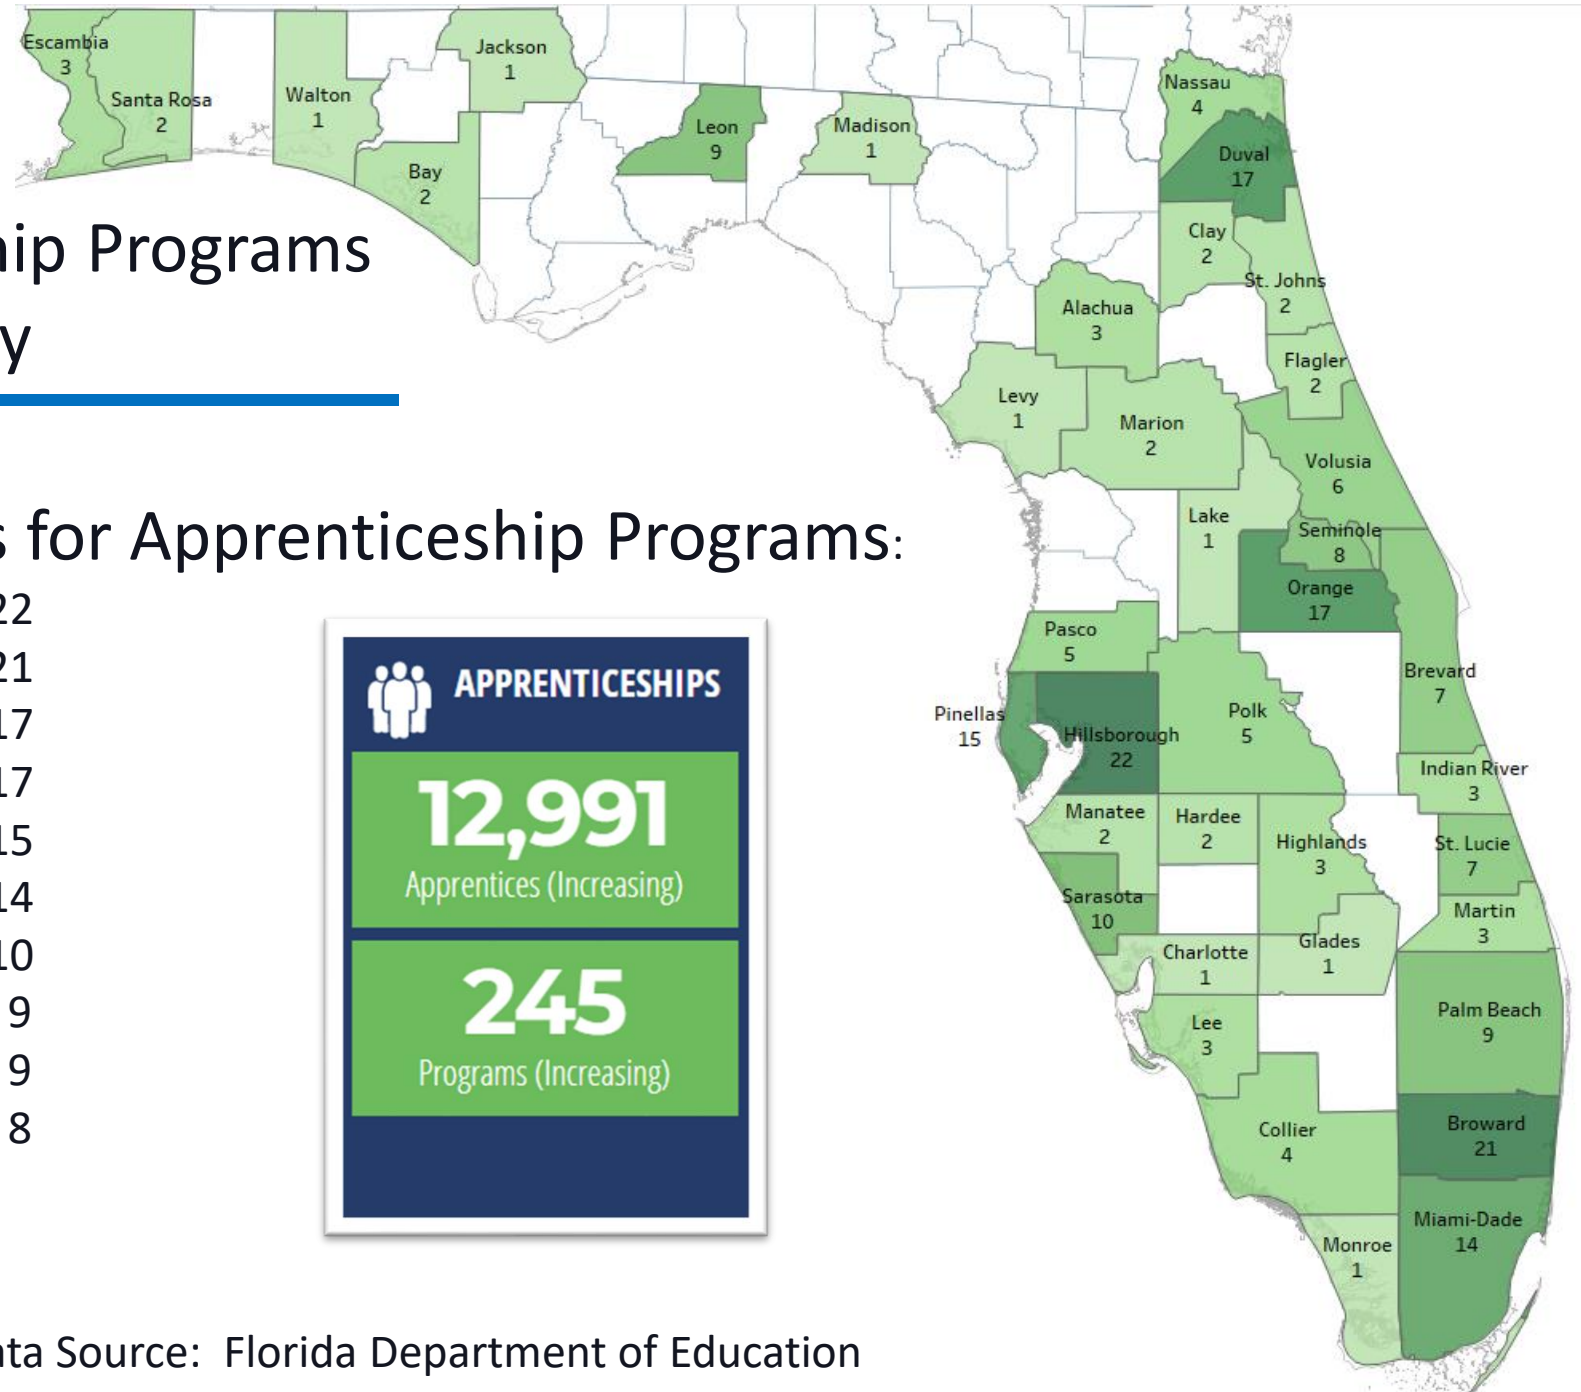 hip Programs
y
s for Apprenticeship Programs:
22
21
17
17
15
14
10
9
9
8
APPRENTICESHIPS
12,991
Apprentices (Increasing)
245
Programs (Increasing)
ata Source: Florida Department of Education
Escambia
3
Santa Rosa
2
Walton
1
Jackson
1
Bay
2
Leon
9
Madison
1
Nassau
4
Duval
17
Clay
2
St. Johns
2
Alachua
3
Flagler
2
Levy
1
Marion
2
Volusia
6
Lake
1
Seminole
8
Orange
17
Pasco
5
Brevard
7
Pinellas
15
Hillsborough
22
Polk
5
Indian River
3
Manatee
2
Hardee
2
Highlands
3
St. Lucie
7
Sarasota
10
Martin
3
Charlotte
1
Glades
1
Lee
3
Palm Beach
9
Collier
4
Broward
21
Monroe
1
Miami-Dade
14